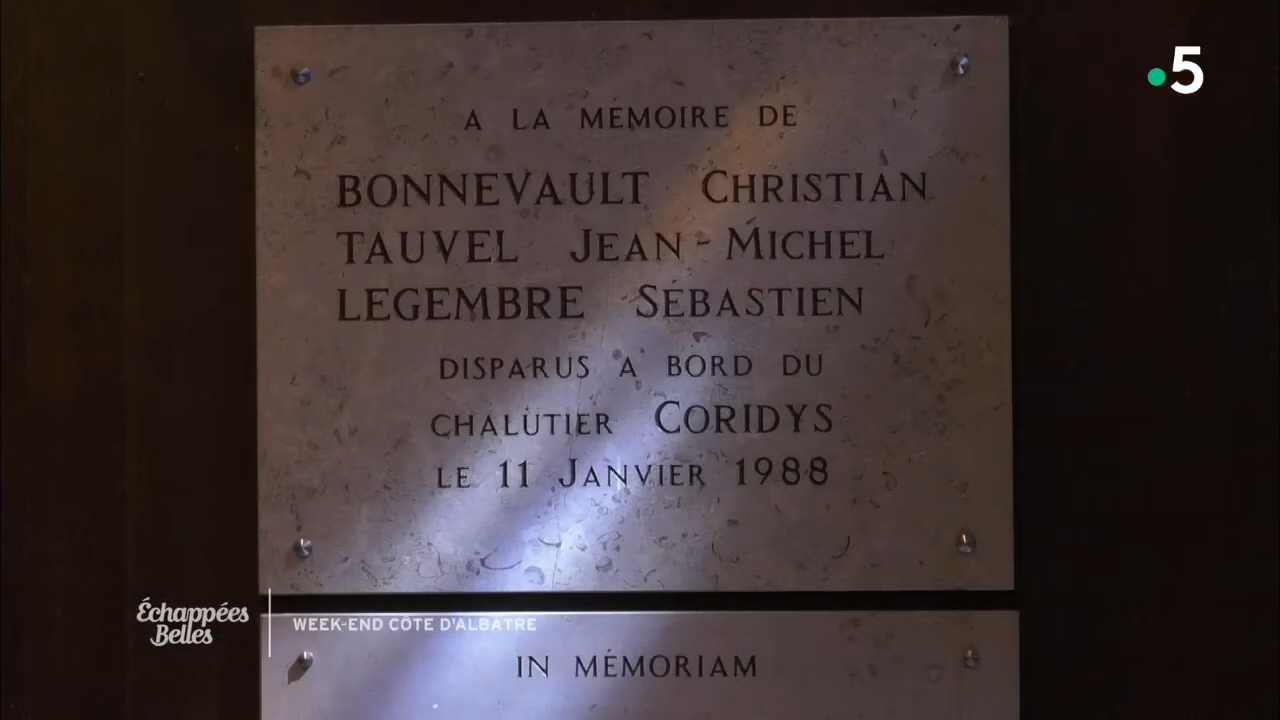 5
A LA MÉMOIRE DE
BONNEVAULT CHRISTIAN
TAUVEL JEAN-MICHEL
LEGEMBRE SÉBASTIEN
DISPARUS A BORD DU
CHALUTIER CORIDYS
LE 11 JANVIER 1988
Échappées
Belles
WEEK-END CÔTE D'ALBÂTRE
IN MÉMORIAM